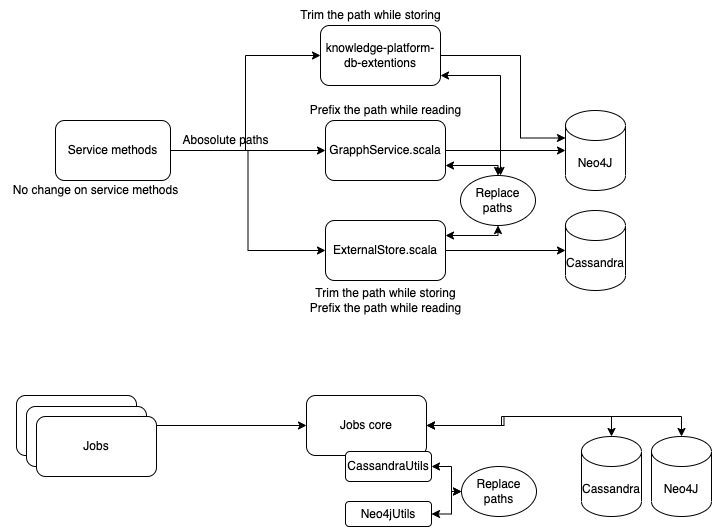 Trim the path while storing
knowledge-platform-
db-extentions
Prefix the path while reading
Service methods
Abosolute paths
GrapphService.scala
Neo4J
No change on service methods
Replace
paths
ExternalStore.scala
Cassandra
Trim the path while storing
Prefix the path while reading
Jobs
Jobs core
CassandraUtils
Replace
paths
Neo4jUtils
Cassandra
Neo4J